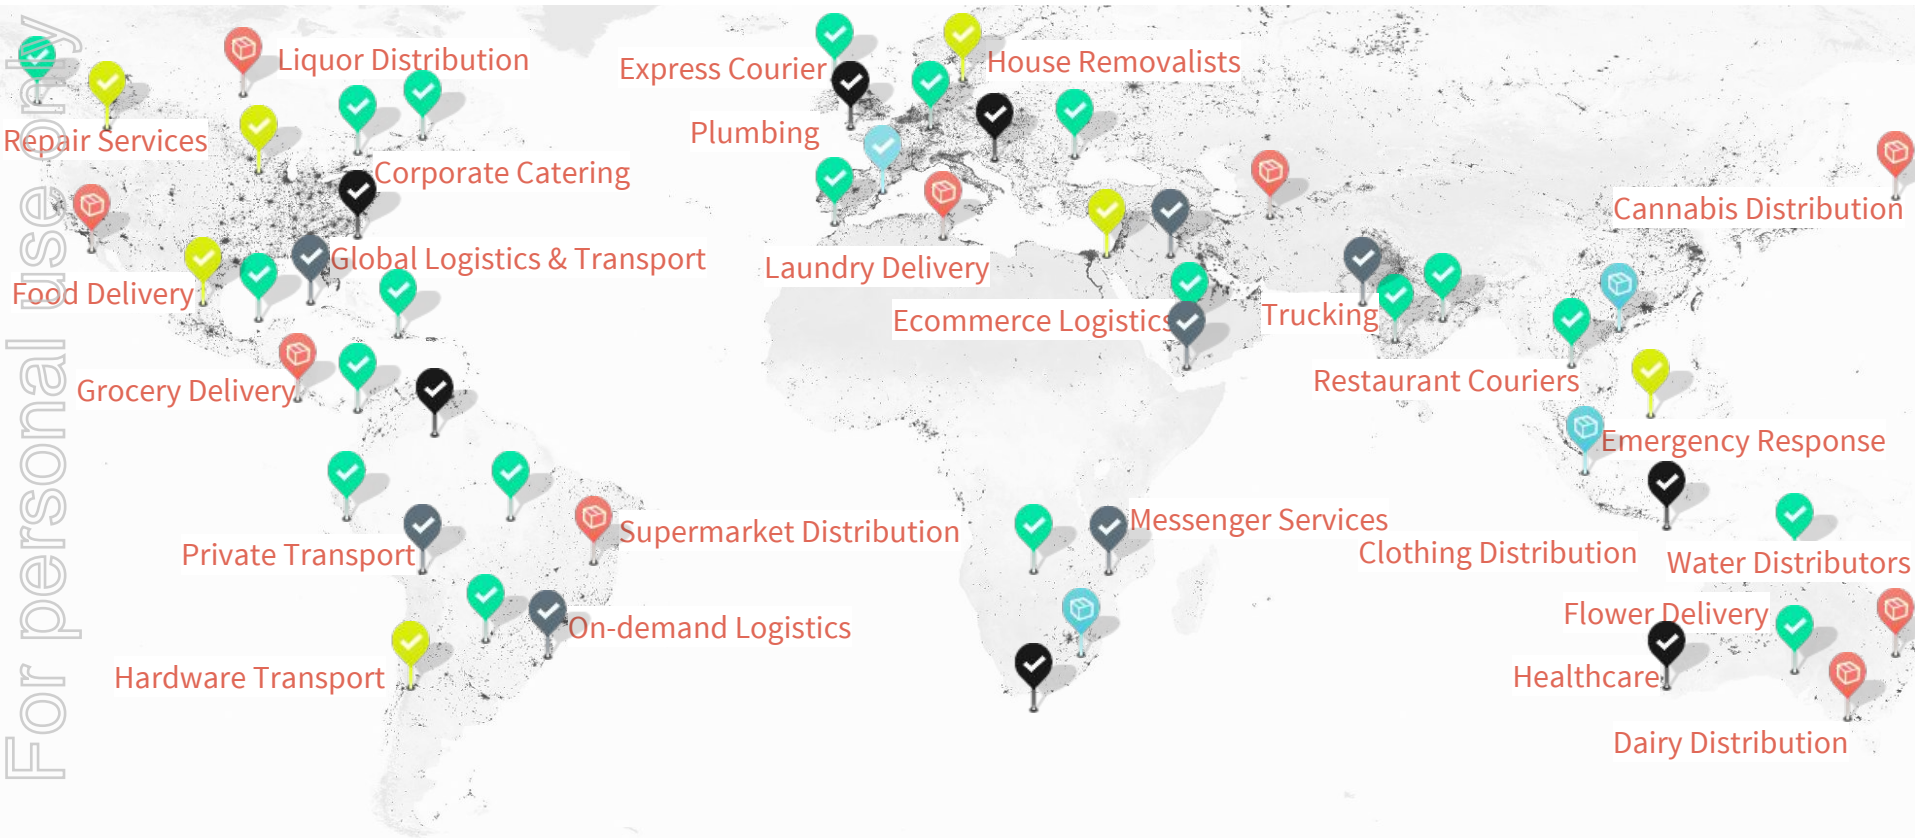 For personal use only
Liquor Distribution
Express Courier
House Removalists
Repair Services
Plumbing
Corporate Catering
Cannabis Distribution
Global Logistics & Transport
Laundry Delivery
Food Delivery
Ecommerce Logistics
Trucking
Grocery Delivery
Restaurant Couriers
Emergency Response
Supermarket Distribution
Messenger Services
Private Transport
Clothing Distribution
Water Distributors
Flower Delivery
On-demand Logistics
Hardware Transport
Healthcare
Dairy Distribution